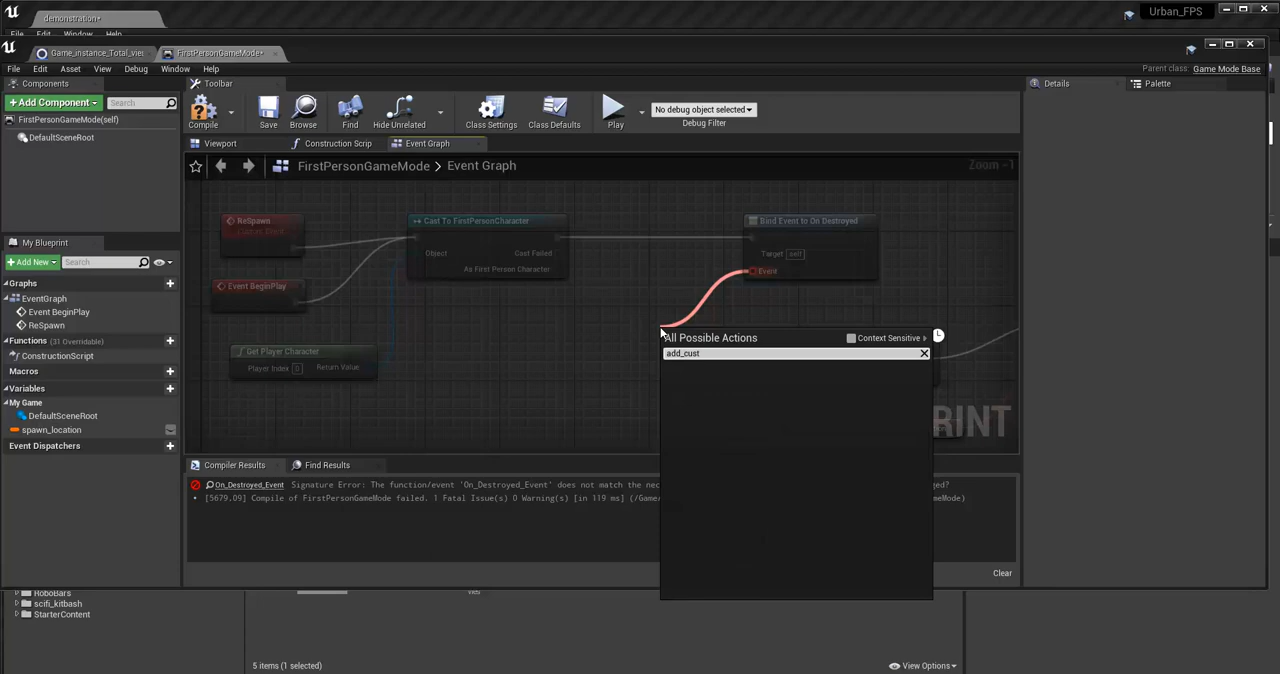 demonstration*
Urban_FPS
File Edit Window Help
Game_instance_Total_vie
FirstPersonGameMode*
File Edit Asset View Debug Window Help
Parent class: Game Mode Base
Components
+Add Component
Search
FirstPersonGameMode(self)
DefaultSceneRoot
Toolbar
Compile
Save
Browse
Find
Hide Unrelated
Class Settings
Class Defaults
Play
No debug object selected
Debug Filter
Details
Palette
Viewport
Construction Scrip
Event Graph
FirstPersonGameMode > Event Graph
Zoom -1
My Blueprint
+Add New
Search
Graphs
EventGraph
Event BeginPlay
ReSpawn
Functions (31 Overridable)
ConstructionScript
Macros
Variables
My Game
DefaultSceneRoot
spawn_location
Event Dispatchers
ReSpawn
Custom Event
Event BeginPlay
Get Player Character
Player Index 0
Return Value
Cast To FirstPersonCharacter
Object
Cast Failed
As First Person Character
Bind Event to On Destroyed
Target self
Event
All Possible Actions
Context Sensitive
add_cust
PRINT
Compiler Results
Find Results
On_Destroyed_Event Signature Error: The function/event 'On_Destroyed_Event' does not match the nec
ged?
[5679.09] Compile of FirstPersonGameMode failed. 1 Fatal Issue(s) 0 Warning(s) [in 119 ms] (/Game/
eMode)
Clear
RoboBars
scifi_kitbash
StarterContent
5 items (1 selected)
View Options